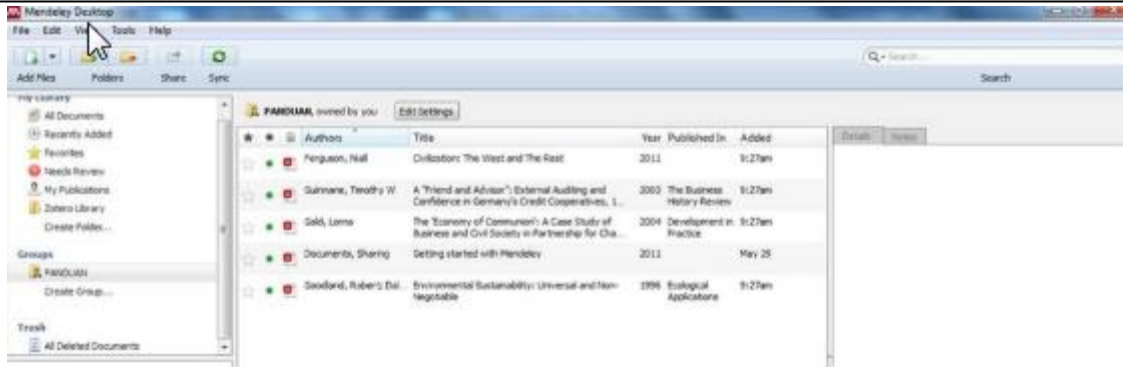 Mendeley Desktop
File Edit View Tools Help
Add Files Folders Share Sync
Search...
Search
My Library
All Documents
Recently Added
Favorites
Needs Review
My Publications
Zotero Library
Create Folder...
Groups
PANDUAN
Create Group...
Trash
All Deleted Documents
PANDUAN, owned by you Edit Settings
Authors Title Year Published In Added
Ferguson, Niall Civilization: The West and The Rest 2011 9:27am
Guinnane, Timothy W A "Friend and Advisor": External Auditing and 2003 The Business 9:27am
Confidence in Germany's Credit Cooperatives, 1... History Review
Gold, Lorna The 'Economy of Communion': A Case Study of 2004 Development in 9:27am
Business and Civil Society in Partnership for Cha... Practice
Documents, Sharing Getting started with Mendeley 2011 May 25
Goodland, Robert; Dal... Environmental Sustainability: Universal and Non- 1996 Ecological 9:27am
Negotiable Applications
Details Notes